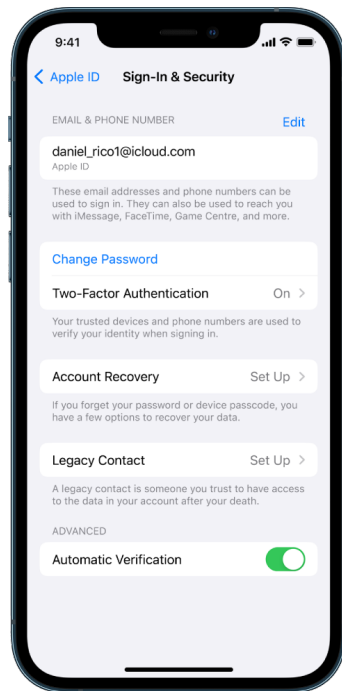 9:41
Apple ID Sign-In & Security
EMAIL & PHONE NUMBER Edit
daniel_rico1@icloud.com
Apple ID
These email addresses and phone numbers can be
used to sign in. They can also be used to reach you
with iMessage, FaceTime, Game Centre, and more.
Change Password
Two-Factor Authentication On
Your trusted devices and phone numbers are used to
verify your identity when signing in.
Account Recovery Set Up
If you forget your password or device passcode, you
have a few options to recover your data.
Legacy Contact Set Up
A legacy contact is someone you trust to have access
to the data in your account after your death.
ADVANCED
Automatic Verification